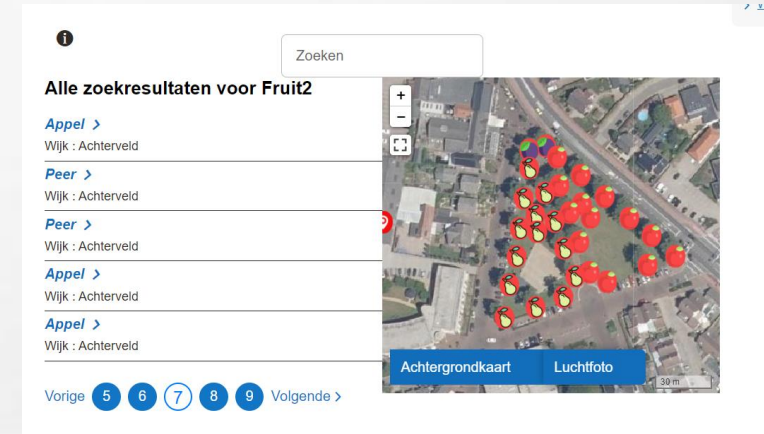 Zoeken
Alle zoekresultaten voor Fruit2
Appel >
Wijk : Achterveld
Peer >
Wijk : Achterveld
Peer >
Wijk : Achterveld
Appel >
Wijk : Achterveld
Appel >
Wijk : Achterveld
Vorige 5 6 7 8 9 Volgende >
+
−
Achtergrondkaart Luchtfoto
30 m